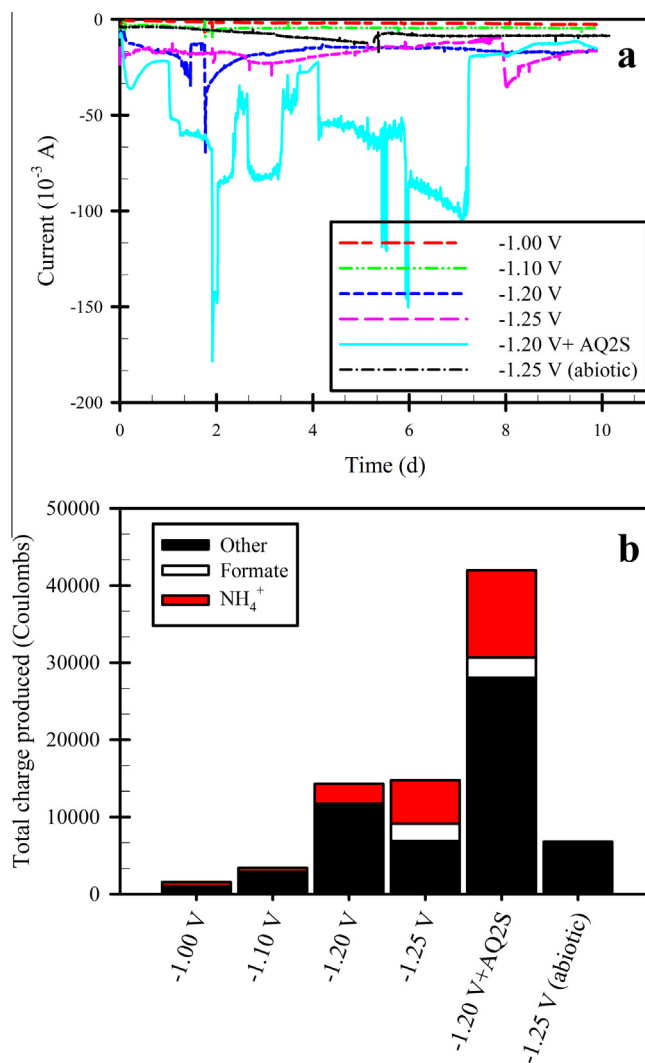 0
-50
-100
-150
-200
Current (10⁻³ A)
a
-1.00 V
-1.10 V
-1.20 V
-1.25 V
-1.20 V+ AQ2S
-1.25 V (abiotic)
0 2 4 6 8 10
Time (d)
50000
40000
30000
20000
10000
0
Total charge produced (Coulombs)
b
Other
Formate
NH₄⁺
-1.00 V
-1.10 V
-1.20 V
-1.25 V
-1.20 V+AQ2S
-1.25 V (abiotic)